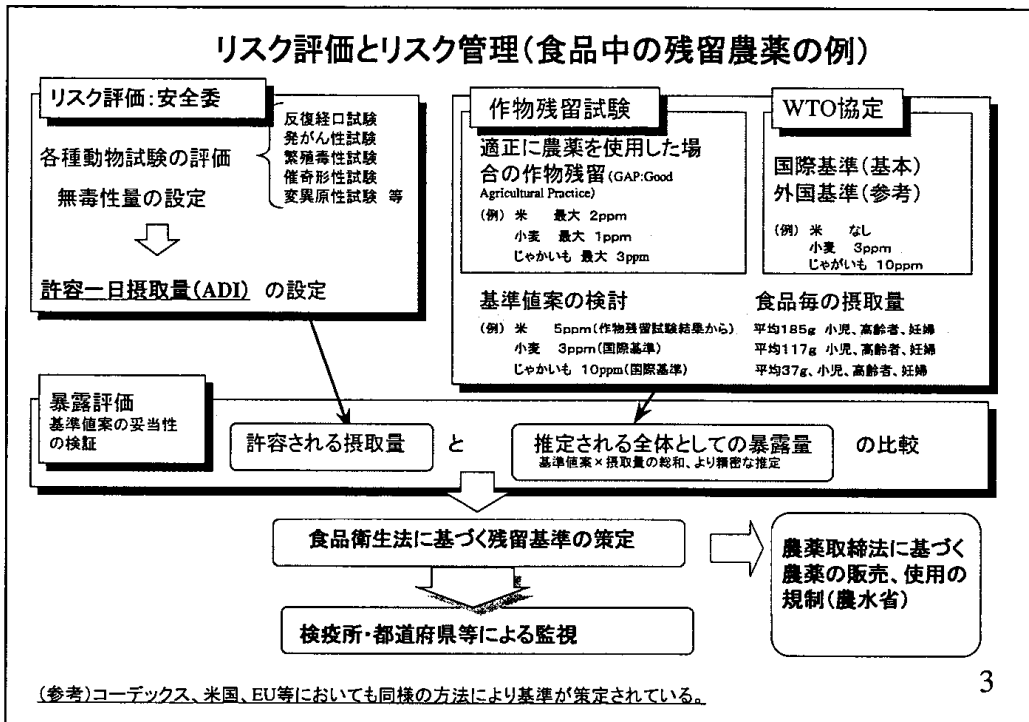 リスク評価とリスク管理(食品中の残留農薬の例)
リスク評価:安全委
各種動物試験の評価
無毒性量の設定
反復経口試験
発がん性試験
繁殖毒性試験
催奇形性試験
変異原性試験 等
許容一日摂取量(ADI) の設定
作物残留試験
適正に農薬を使用した場
合の作物残留(GAP:Good
Agricultural Practice)
(例) 米 最大 2ppm
小麦 最大 1ppm
じゃかいも 最大 3ppm
WTO協定
国際基準(基本)
外国基準(参考)
(例) 米 なし
小麦 3ppm
じゃがいも 10ppm
基準値案の検討
(例) 米 5ppm(作物残留試験結果から)
小麦 3ppm(国際基準)
じゃかいも 10ppm(国際基準)
食品毎の摂取量
平均185g 小児、高齢者、妊婦
平均117g 小児、高齢者、妊婦
平均37g、小児、高齢者、妊婦
暴露評価
基準値案の妥当性
の検証
許容される摂取量 と 推定される全体としての暴露量 の比較
基準値案×摂取量の総和、より精密な推定
食品衛生法に基づく残留基準の策定
検疫所・都道府県等による監視
農薬取締法に基づく
農薬の販売、使用の
規制(農水省)
(参考)コーデックス、米国、EU等においても同様の方法により基準が策定されている。
3